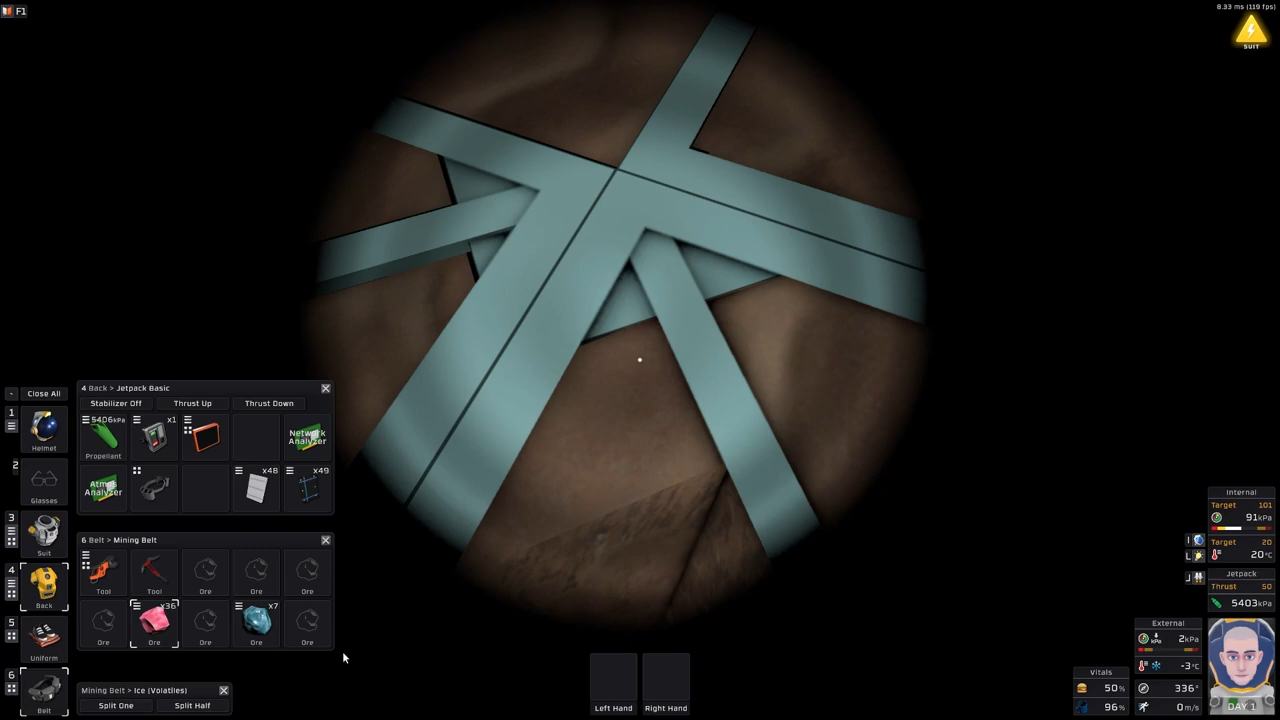 F1
8.33 ms (119 fps)
SUIT
- Close All
1
Helmet
2
Glasses
3
Suit
4
Back
5
Uniform
6
Belt
4 Back > Jetpack Basic
Stabilizer Off Thrust Up Thrust Down
5406kPa x1
Propellant Network Analyzer
Atmos Analyzer x48 x49
6 Belt > Mining Belt
Tool Tool Ore Ore Ore
x36 x7
Ore Ore Ore Ore Ore
Mining Belt > Ice (Volatiles)
Split One Split Half
Left Hand Right Hand
Internal
Target 101
91kPa
Target 20
I
L 20°C
J
Jetpack
Thrust 50
5403kPa
External
2kPa
-3°C
336°
0m/s
Vitals
50%
96%
DAY 1